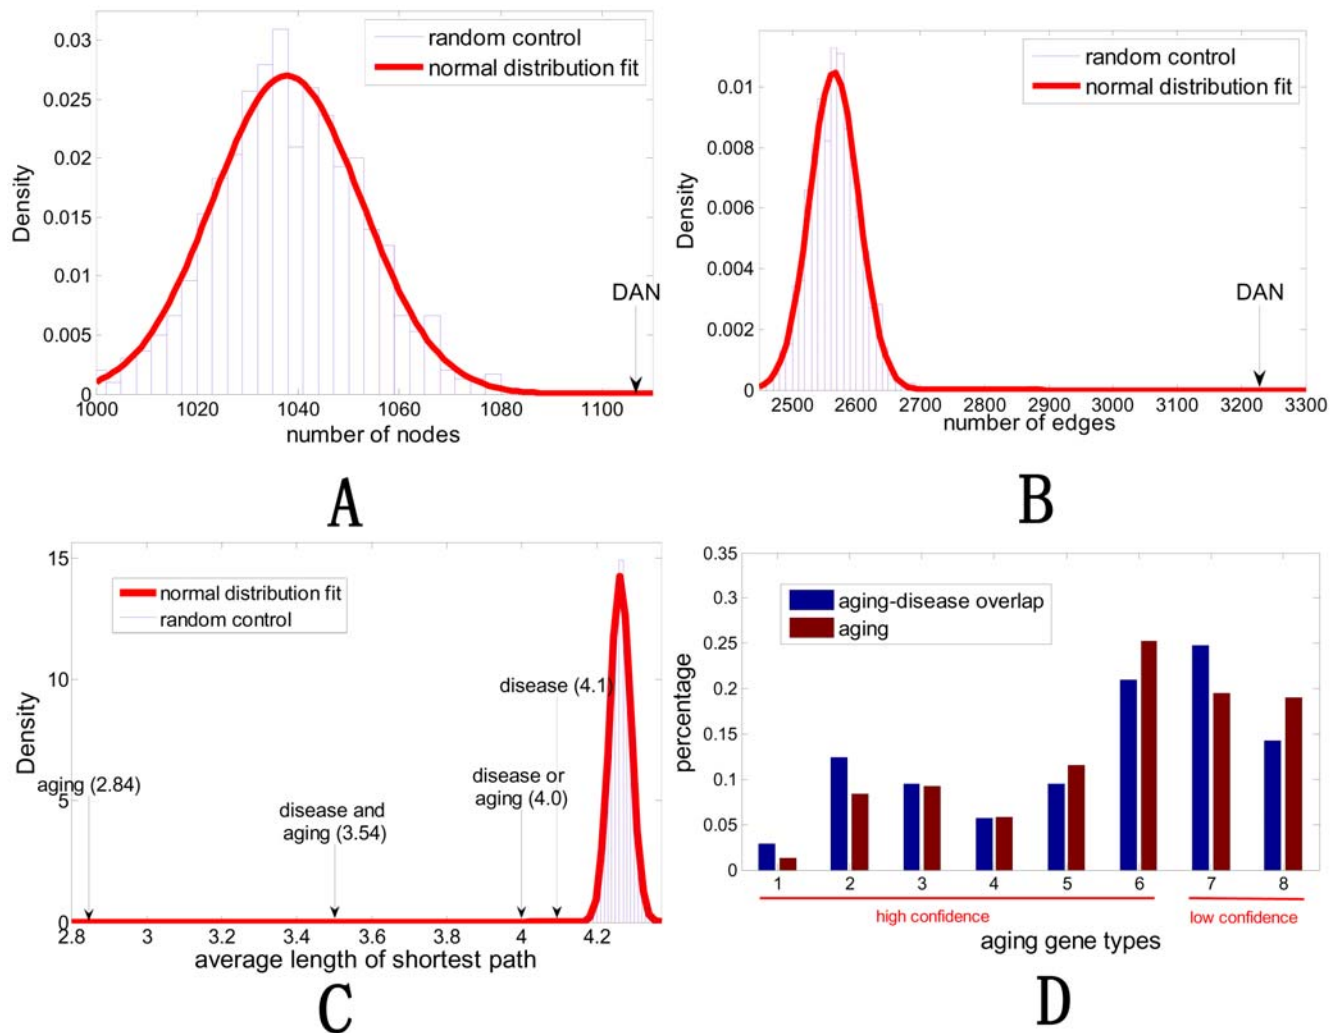 random control
normal distribution fit
0.03
0.025
0.02
0.015
0.01
0.005
0
Density
DAN
1000
1020
1040
1060
1080
1100
number of nodes
A
random control
normal distribution fit
0.01
0.008
0.006
0.004
0.002
0
Density
DAN
2500
2600
2700
2800
2900
3000
3100
3200
3300
number of edges
B
normal distribution fit
random control
15
10
5
0
Density
disease (4.1)
aging (2.84)
disease and
aging (3.54)
disease or
aging (4.0)
2.8
3
3.2
3.4
3.6
3.8
4
4.2
average length of shortest path
C
aging-disease overlap
aging
0.35
0.3
0.25
0.2
0.15
0.1
0.05
0
percentage
1
2
3
4
5
6
7
8
high confidence
low confidence
aging gene types
D